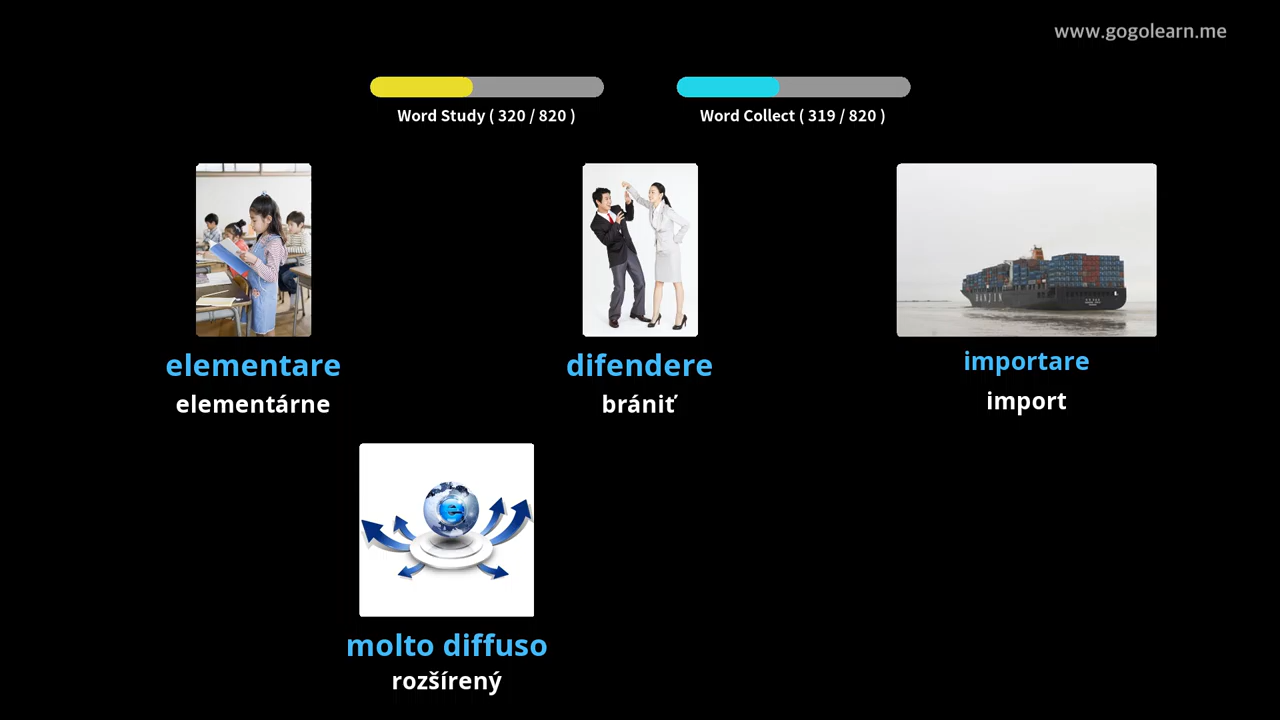 www.gogolearn.me
Word Study ( 320 / 820 )
Word Collect ( 319 / 820 )
HANJIN
elementare
difendere
importare
elementárne
brániť
import
e
molto diffuso
rozšírený